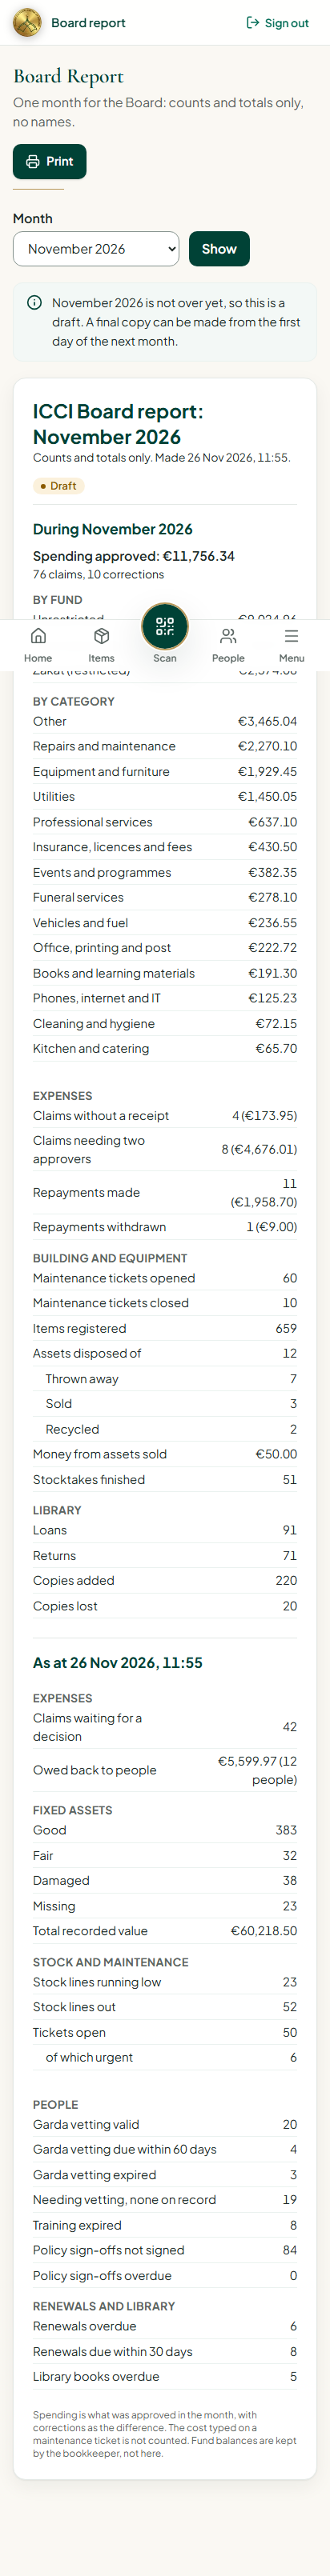 Board report
Sign out
Board Report
One month for the Board: counts and totals only,
no names.
Print
Month
November 2026
Show
November 2026 is not over yet, so this is a
draft. A final copy can be made from the first
day of the next month.
ICCI Board report:
November 2026
Counts and totals only. Made 26 Nov 2026, 11:55.
Draft
During November 2026
Spending approved: €11,756.34
76 claims, 10 corrections
BY FUND
Home
Items
Scan
People
Menu
BY CATEGORY
Other €3,465.04
Repairs and maintenance €2,270.10
Equipment and furniture €1,929.45
Utilities €1,450.05
Professional services €637.10
Insurance, licences and fees €430.50
Events and programmes €382.35
Funeral services €278.10
Vehicles and fuel €236.55
Office, printing and post €222.72
Books and learning materials €191.30
Phones, internet and IT €125.23
Cleaning and hygiene €72.15
Kitchen and catering €65.70
EXPENSES
Claims without a receipt 4 (€173.95)
Claims needing two
approvers 8 (€4,676.01)
Repayments made 11
(€1,958.70)
Repayments withdrawn 1 (€9.00)
BUILDING AND EQUIPMENT
Maintenance tickets opened 60
Maintenance tickets closed 10
Items registered 659
Assets disposed of 12
Thrown away 7
Sold 3
Recycled 2
Money from assets sold €50.00
Stocktakes finished 51
LIBRARY
Loans 91
Returns 71
Copies added 220
Copies lost 20
As at 26 Nov 2026, 11:55
EXPENSES
Claims waiting for a
decision 42
Owed back to people €5,599.97 (12
people)
FIXED ASSETS
Good 383
Fair 32
Damaged 38
Missing 23
Total recorded value €60,218.50
STOCK AND MAINTENANCE
Stock lines running low 23
Stock lines out 52
Tickets open 50
of which urgent 6
PEOPLE
Garda vetting valid 20
Garda vetting due within 60 days 4
Garda vetting expired 3
Needing vetting, none on record 19
Training expired 8
Policy sign-offs not signed 84
Policy sign-offs overdue 0
RENEWALS AND LIBRARY
Renewals overdue 6
Renewals due within 30 days 8
Library books overdue 5
Spending is what was approved in the month, with
corrections as the difference. The cost typed on a
maintenance ticket is not counted. Fund balances are kept
by the bookkeeper, not here.